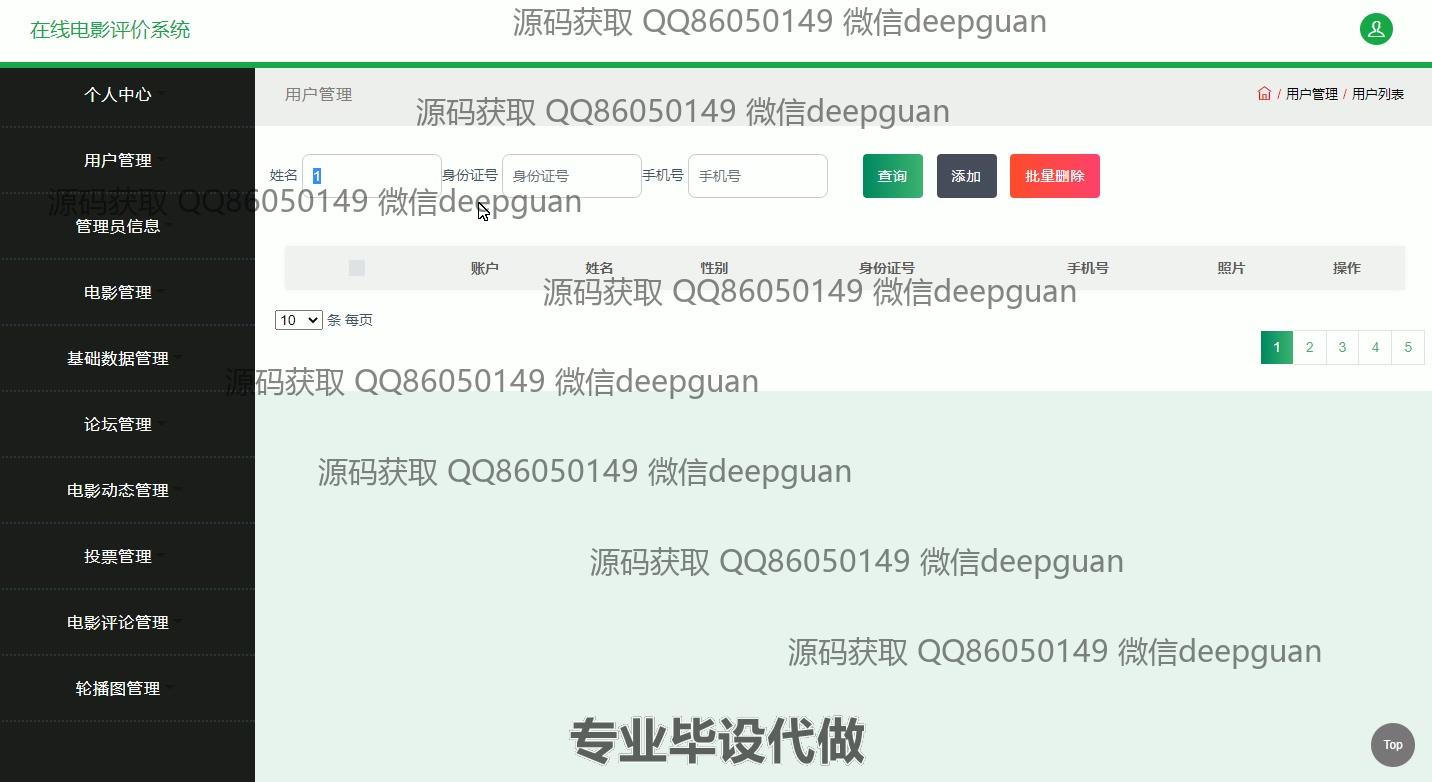 在线电影评价系统
源码获取 QQ86050149 微信deepguan
个人中心
用户管理
管理员信息
电影管理
基础数据管理
论坛管理
电影动态管理
投票管理
电影评论管理
轮播图管理
用户管理
/ 用户管理 / 用户列表
源码获取 QQ86050149 微信deepguan
姓名 1 身份证号 身份证号 手机号 手机号 查询 添加 批量删除
源码获取 QQ86050149 微信deepguan
账户 姓名 性别 身份证号 手机号 照片 操作
源码获取 QQ86050149 微信deepguan
10 条 每页
1 2 3 4 5
源码获取 QQ86050149 微信deepguan
源码获取 QQ86050149 微信deepguan
源码获取 QQ86050149 微信deepguan
源码获取 QQ86050149 微信deepguan
专业毕设代做
Top